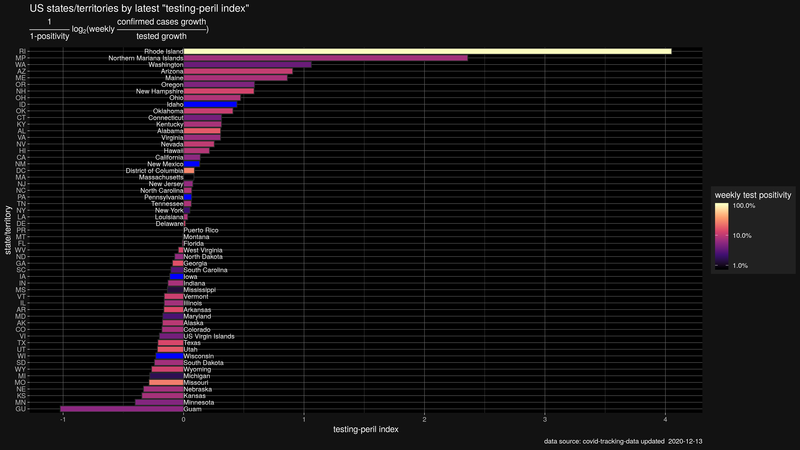 US states/territories by latest "testing-peril index"
1 confirmed cases growth
1-positivity log2(weekly tested growth)
RI Rhode Island
MP Northern Mariana Islands
WA Washington
AZ Arizona
ME Maine
OR Oregon
NH New Hampshire
OH Ohio
ID Idaho
OK Oklahoma
CT Connecticut
KY Kentucky
AL Alabama
VA Virginia
NV Nevada
HI Hawaii
CA California
NM New Mexico
DC District of Columbia
MA Massachusetts
NJ New Jersey
NC North Carolina
PA Pennsylvania
TN Tennessee
NY New York
LA Louisiana
DE Delaware
PR Puerto Rico
MT Montana
FL Florida
WV West Virginia
ND North Dakota
GA Georgia
SC South Carolina
IA Iowa
IN Indiana
MS Mississippi
VT Vermont
IL Illinois
AR Arkansas
MD Maryland
AK Alaska
CO Colorado
VI US Virgin Islands
TX Texas
UT Utah
WI Wisconsin
SD South Dakota
WY Wyoming
MI Michigan
MO Missouri
NE Nebraska
KS Kansas
MN Minnesota
GU Guam
state/territory
-1 0 1 2 3 4
testing-peril index
weekly test positivity
100.0%
10.0%
1.0%
data source: covid-tracking-data updated 2020-12-13